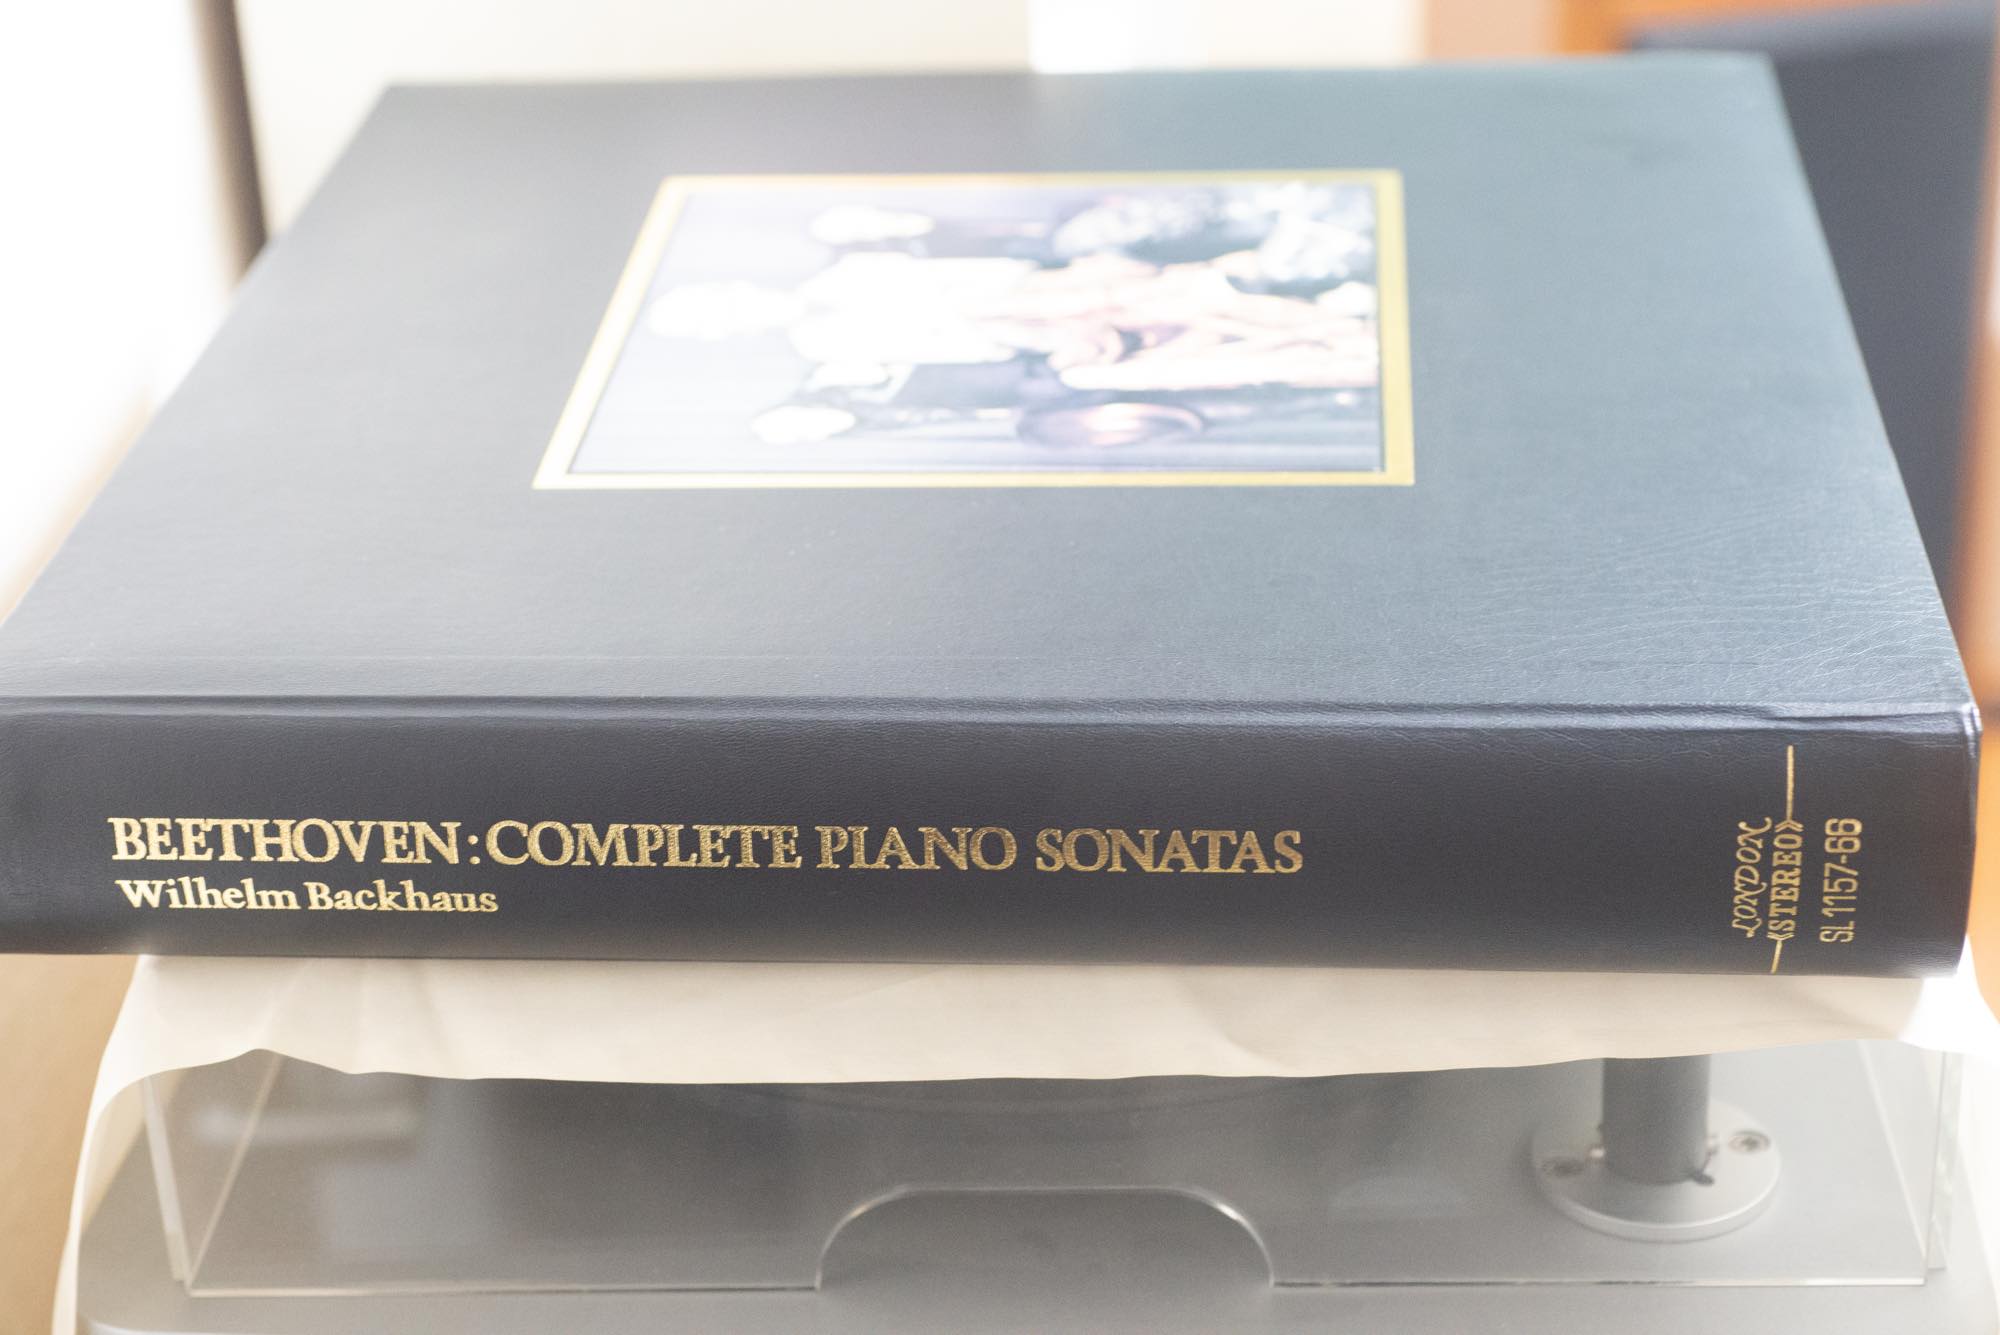 BEETHOVEN:COMPLETE PIANO SONATAS
Wilhelm Backhaus
LONDON
«STEREO»
SL 1157-66